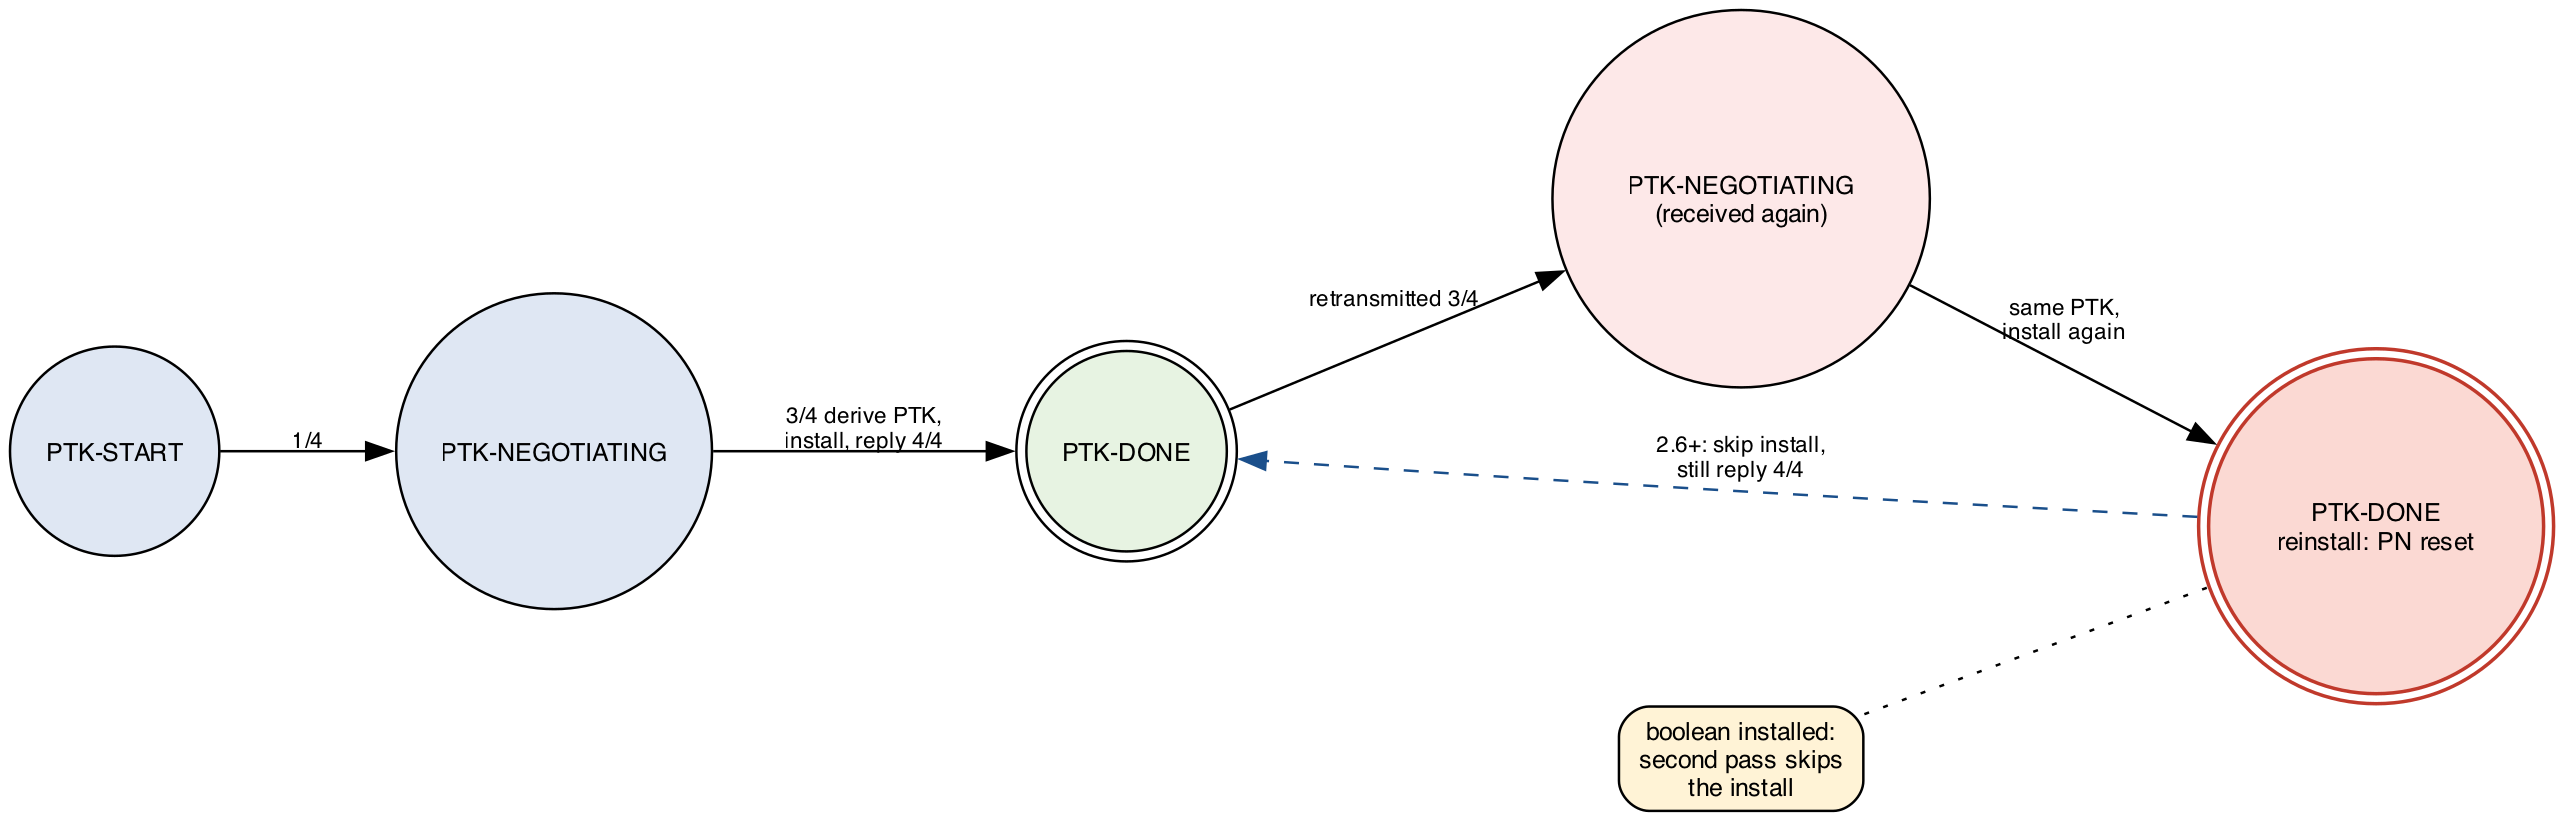 PTK-START
1/4
PTK-NEGOTIATING
3/4 derive PTK,
install, reply 4/4
PTK-DONE
retransmitted 3/4
PTK-NEGOTIATING
(received again)
same PTK,
install again
2.6+: skip install,
still reply 4/4
PTK-DONE
reinstall: PN reset
boolean installed:
second pass skips
the install